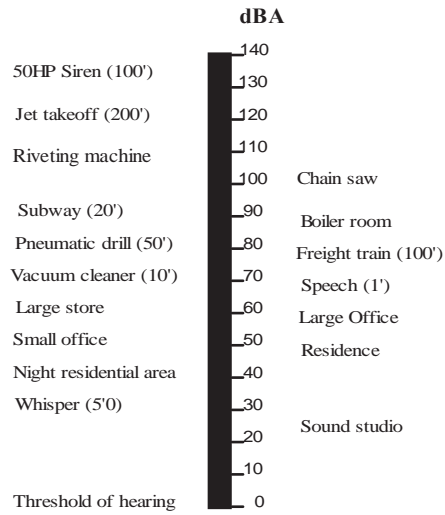 dBA
140
50HP Siren (100')
130
Jet takeoff (200')
120
110
Riveting machine
100
Chain saw
Subway (20')
90
Boiler room
Pneumatic drill (50')
80
Freight train (100')
Vacuum cleaner (10')
70
Speech (1')
Large store
60
Large Office
Small office
50
Residence
Night residential area
40
Whisper (5'0)
30
Sound studio
20
10
Threshold of hearing
0